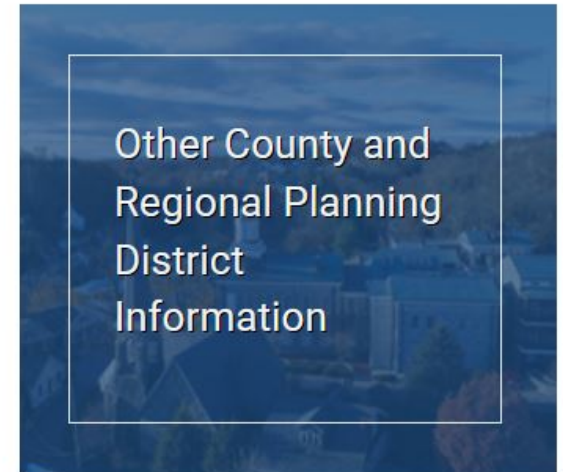 Other County and
Regional Planning
District
Information